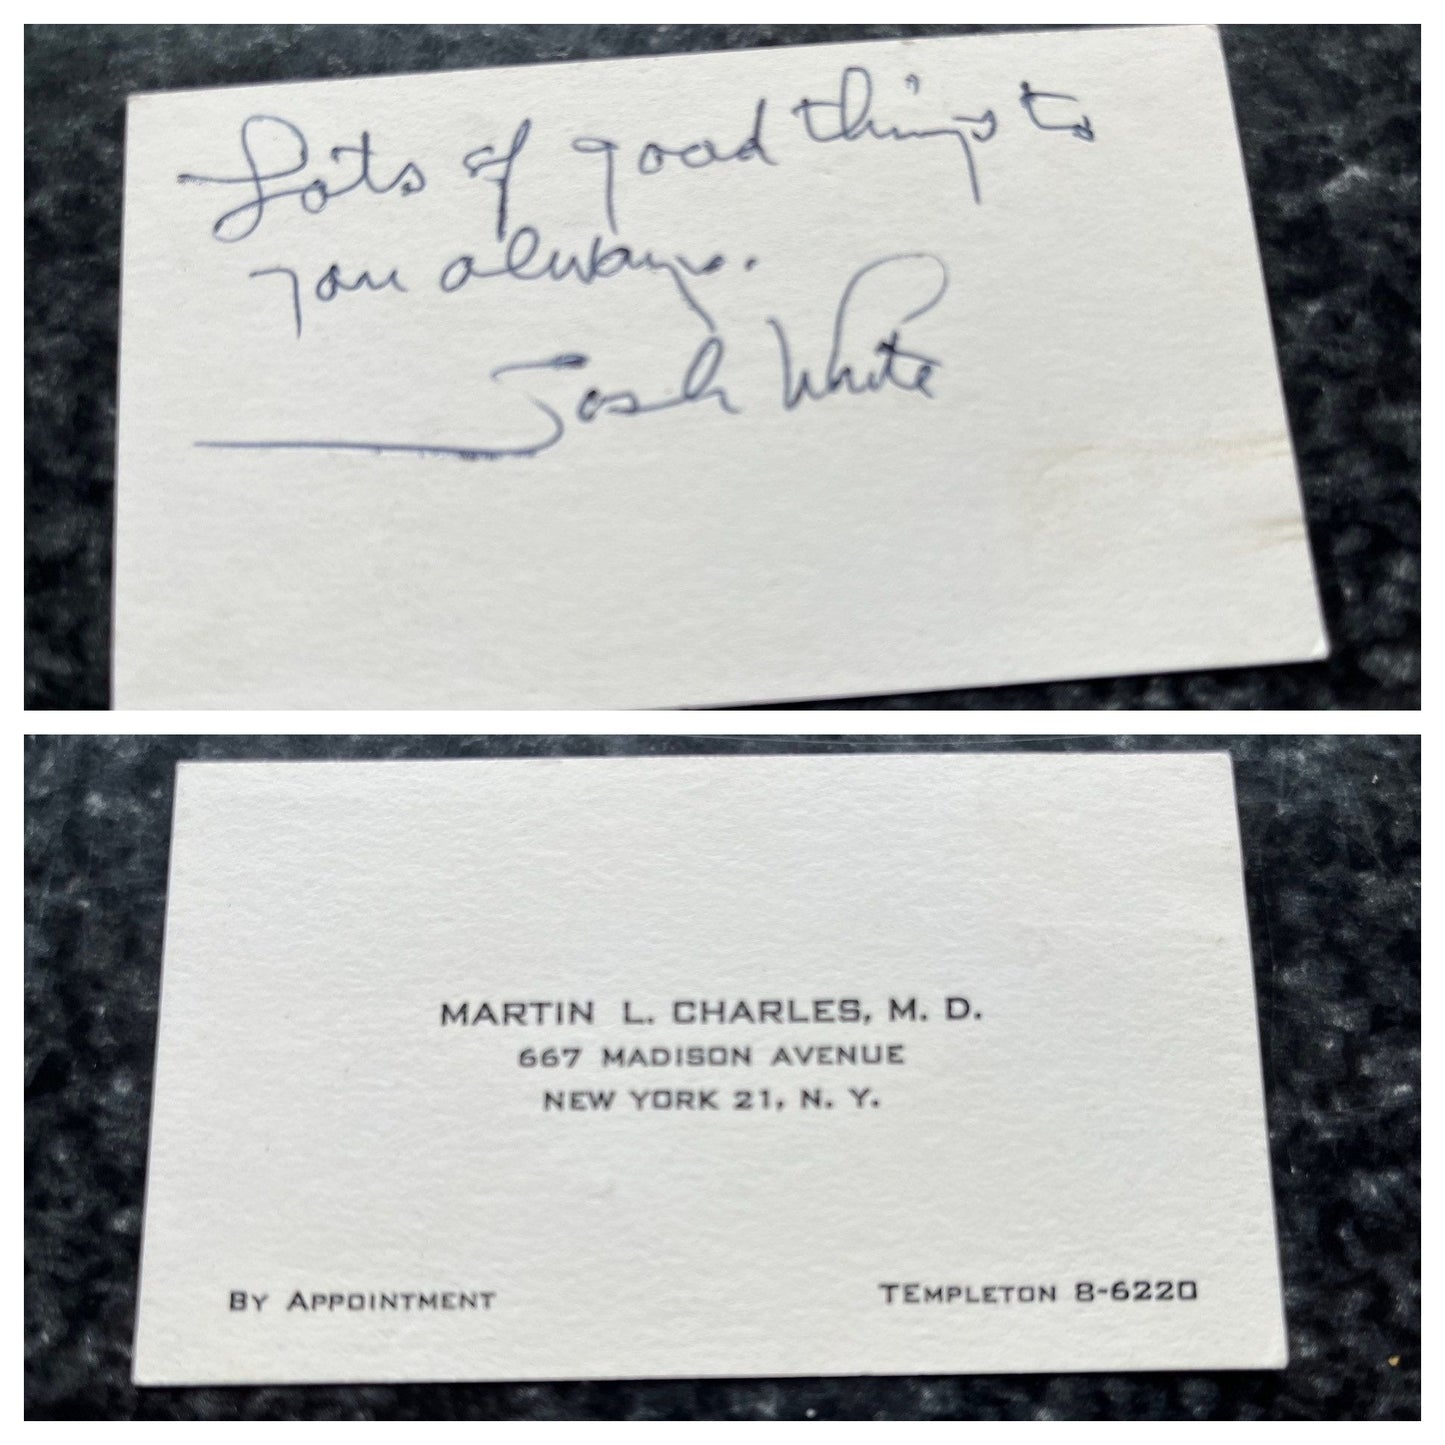 Lots of good things to
you always.
Josh White
MARTIN L. CHARLES, M. D.
667 MADISON AVENUE
NEW YORK 21, N. Y.
BY APPOINTMENT
TEMPLETON 8-6220